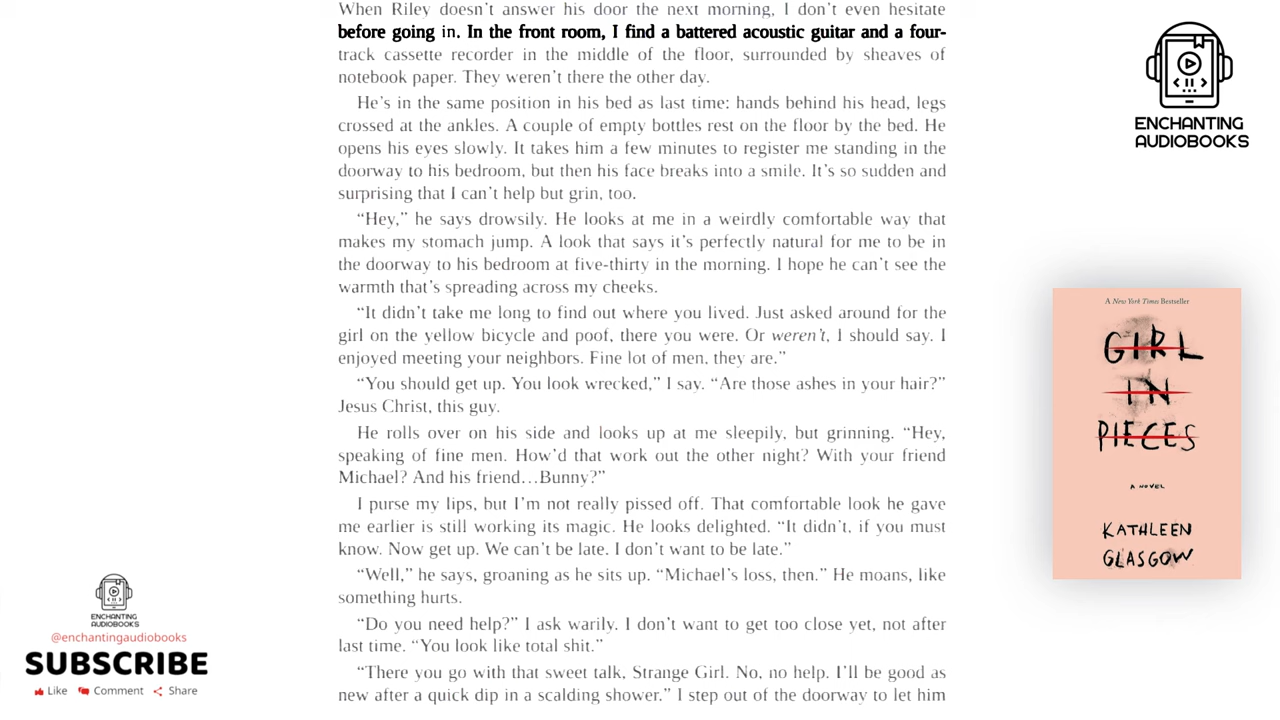 When Riley doesn't answer his door the next morning, I don't even hesitate
before going in. In the front room, I find a battered acoustic guitar and a four-
track cassette recorder in the middle of the floor, surrounded by sheaves of
notebook paper. They weren't there the other day.
He's in the same position in his bed as last time: hands behind his head, legs
crossed at the ankles. A couple of empty bottles rest on the floor by the bed. He
opens his eyes slowly. It takes him a few minutes to register me standing in the
doorway to his bedroom, but then his face breaks into a smile. It's so sudden and
surprising that I can't help but grin, too.
“Hey,” he says drowsily. He looks at me in a weirdly comfortable way that
makes my stomach jump. A look that says it's perfectly natural for me to be in
the doorway to his bedroom at five-thirty in the morning. I hope he can't see the
warmth that's spreading across my cheeks.
“It didn't take me long to find out where you lived. Just asked around for the
girl on the yellow bicycle and poof, there you were. Or weren't, I should say. I
enjoyed meeting your neighbors. Fine lot of men, they are.”
“You should get up. You look wrecked,” I say. “Are those ashes in your hair?”
Jesus Christ, this guy.
He rolls over on his side and looks up at me sleepily, but grinning. “Hey,
speaking of fine men. How'd that work out the other night? With your friend
Michael? And his friend…Bunny?”
I purse my lips, but I'm not really pissed off. That comfortable look he gave
me earlier is still working its magic. He looks delighted. “It didn't, if you must
know. Now get up. We can't be late. I don't want to be late.”
“Well,” he says, groaning as he sits up. “Michael's loss, then.” He moans, like
something hurts.
“Do you need help?” I ask warily. I don't want to get too close yet, not after
last time. “You look like total shit.”
“There you go with that sweet talk, Strange Girl. No, no help. I'll be good as
new after a quick dip in a scalding shower.” I step out of the doorway to let him
ENCHANTING
AUDIOBOOKS
A New York Times Bestseller
GIRL
IN
PIECES
A NOVEL
KATHLEEN
GLASGOW
ENCHANTING
AUDIOBOOKS
@enchantingaudiobooks
SUBSCRIBE
Like Comment Share